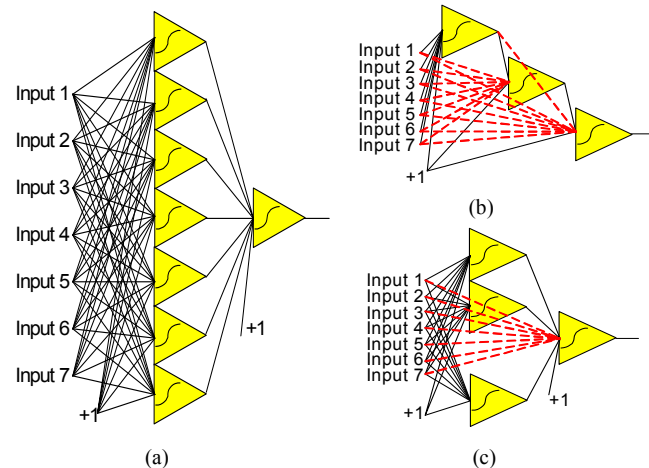 Input 1
Input 2
Input 3
Input 4
Input 5
Input 6
Input 7
+1
+1
(a)
Input 1
Input 2
Input 3
Input 4
Input 5
Input 6
Input 7
+1
(b)
Input 1
Input 2
Input 3
Input 4
Input 5
Input 6
Input 7
+1
+1
(c)